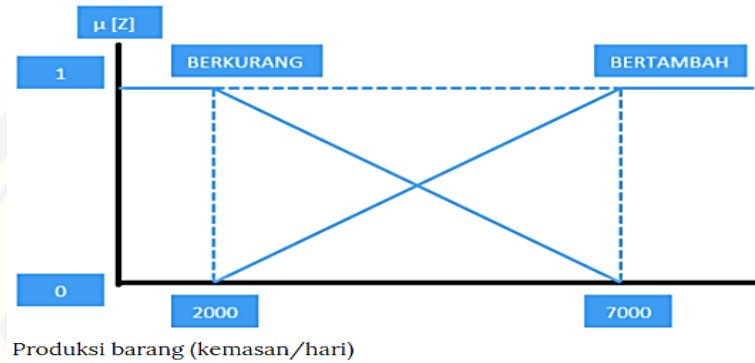 μ [Z]
1
BERKURANG
BERTAMBAH
0
2000
7000
Produksi barang (kemasan/hari)